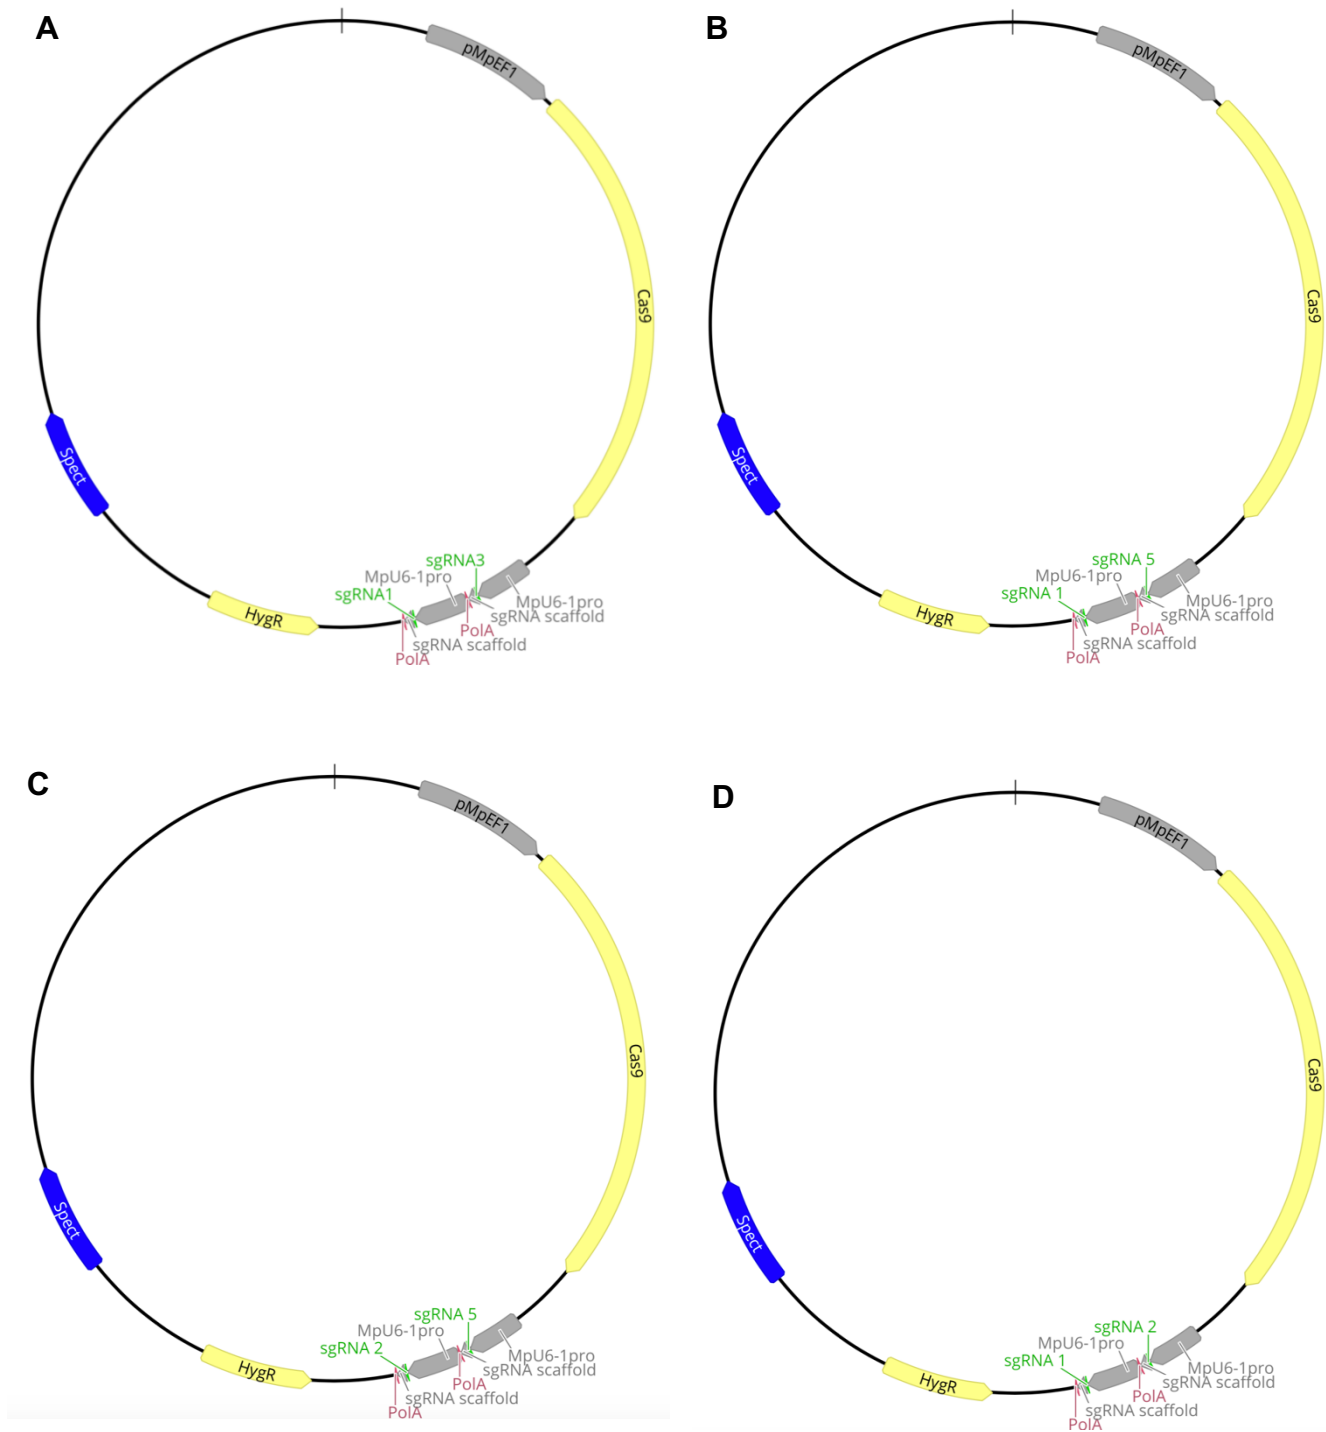 A
pMpEF1
Cas9
sgRNA3
MpU6-1pro
sgRNA1
MpU6-1pro
sgRNA scaffold
PolA
sgRNA scaffold
PolA
HygR
Spect
B
pMpEF1
Cas9
sgRNA 5
MpU6-1pro
sgRNA 1
MpU6-1pro
sgRNA scaffold
PolA
sgRNA scaffold
PolA
HygR
Spect
C
pMpEF1
Cas9
sgRNA 5
MpU6-1pro
sgRNA 2
MpU6-1pro
sgRNA scaffold
PolA
sgRNA scaffold
PolA
HygR
Spect
D
pMpEF1
Cas9
sgRNA 2
MpU6-1pro
sgRNA 1
MpU6-1pro
sgRNA scaffold
PolA
sgRNA scaffold
PolA
HygR
Spect